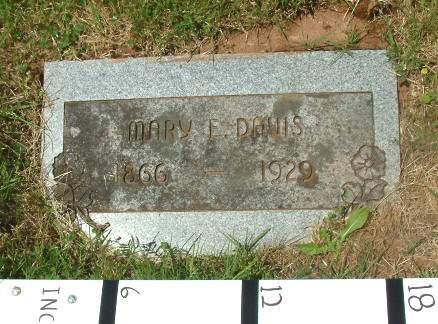 MARY E. DAVIS
1866 — 1929
INC 6 12 18